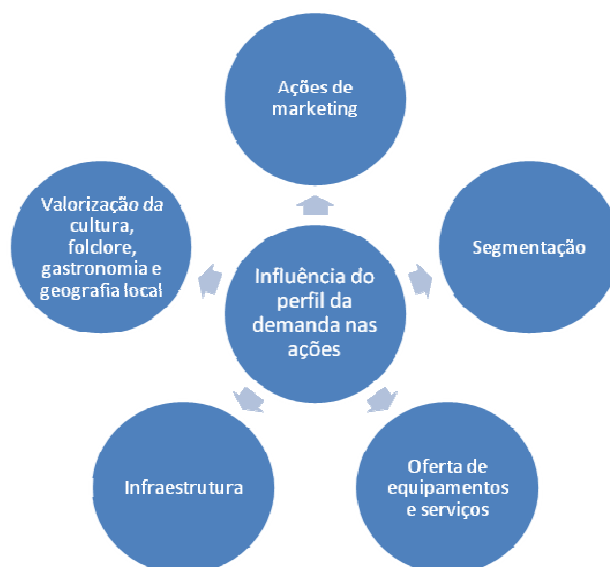 Ações de
marketing
Valorização da
cultura,
folclore,
gastronomia e
geografia local
Segmentação
Influência do
perfil da
demanda nas
ações
Infraestrutura
Oferta de
equipamentos
e serviços